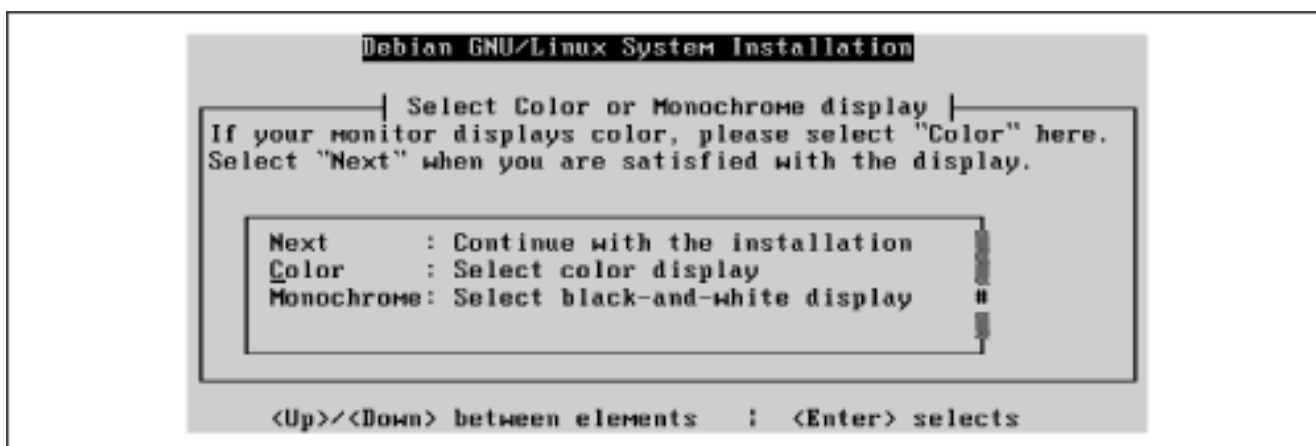 Debian GNU/Linux System Installation
Select Color or Monochrome display
If your monitor displays color, please select "Color" here.
Select "Next" when you are satisfied with the display.
Next : Continue with the installation
Color : Select color display
Monochrome: Select black-and-white display #
<Up>/<Down> between elements | <Enter> selects